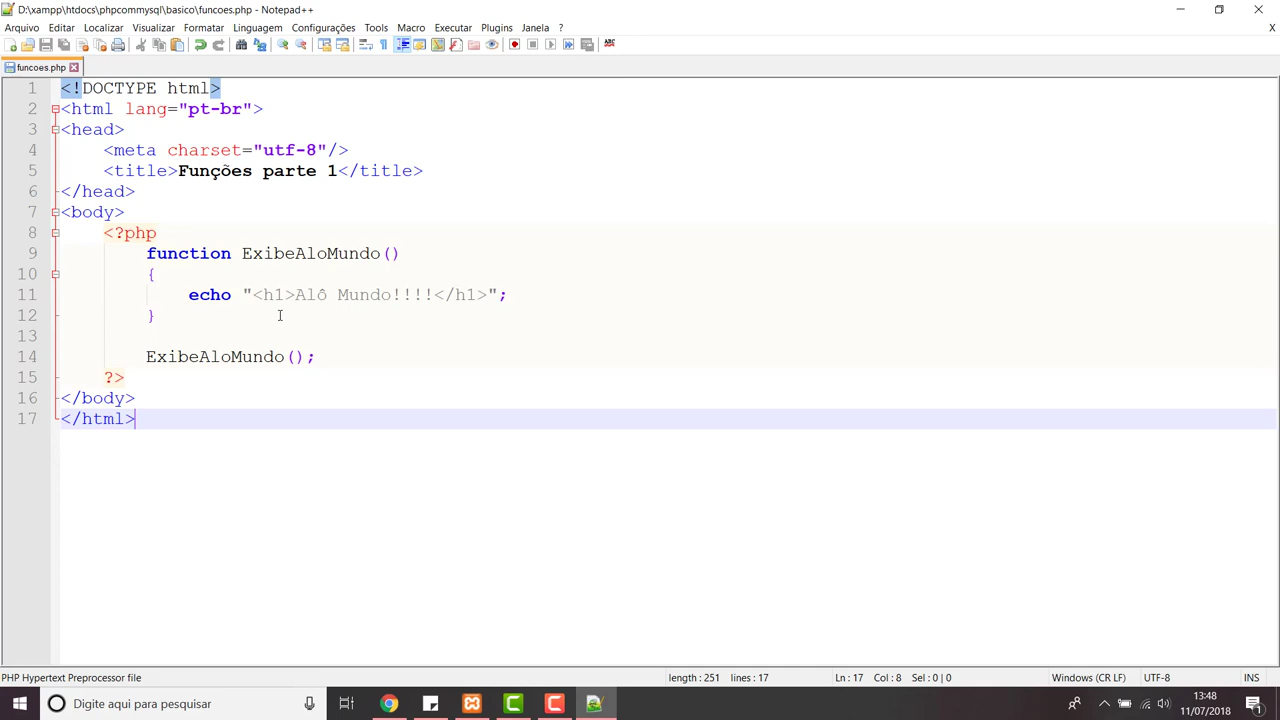 D:\xampp\htdocs\phpcommysql\basico\funcoes.php - Notepad++
Arquivo Editar Localizar Visualizar Formatar Linguagem Configurações Tools Macro Executar Plugins Janela ? X
funcoes.php
1 <!DOCTYPE html>
2 <html lang="pt-br">
3 <head>
4 <meta charset="utf-8"/>
5 <title>Funções parte 1</title>
6 </head>
7 <body>
8 <?php
9 function ExibeAloMundo()
10 {
11 echo "<h1>Alô Mundo!!!!</h1>";
12 }
13
14 ExibeAloMundo();
15 ?>
16 </body>
17 </html>
PHP Hypertext Preprocessor file length : 251 lines : 17 Ln : 17 Col : 8 Sel : 0 | 0 Windows (CR LF) UTF-8 INS
Digite aqui para pesquisar 13:48
11/07/2018